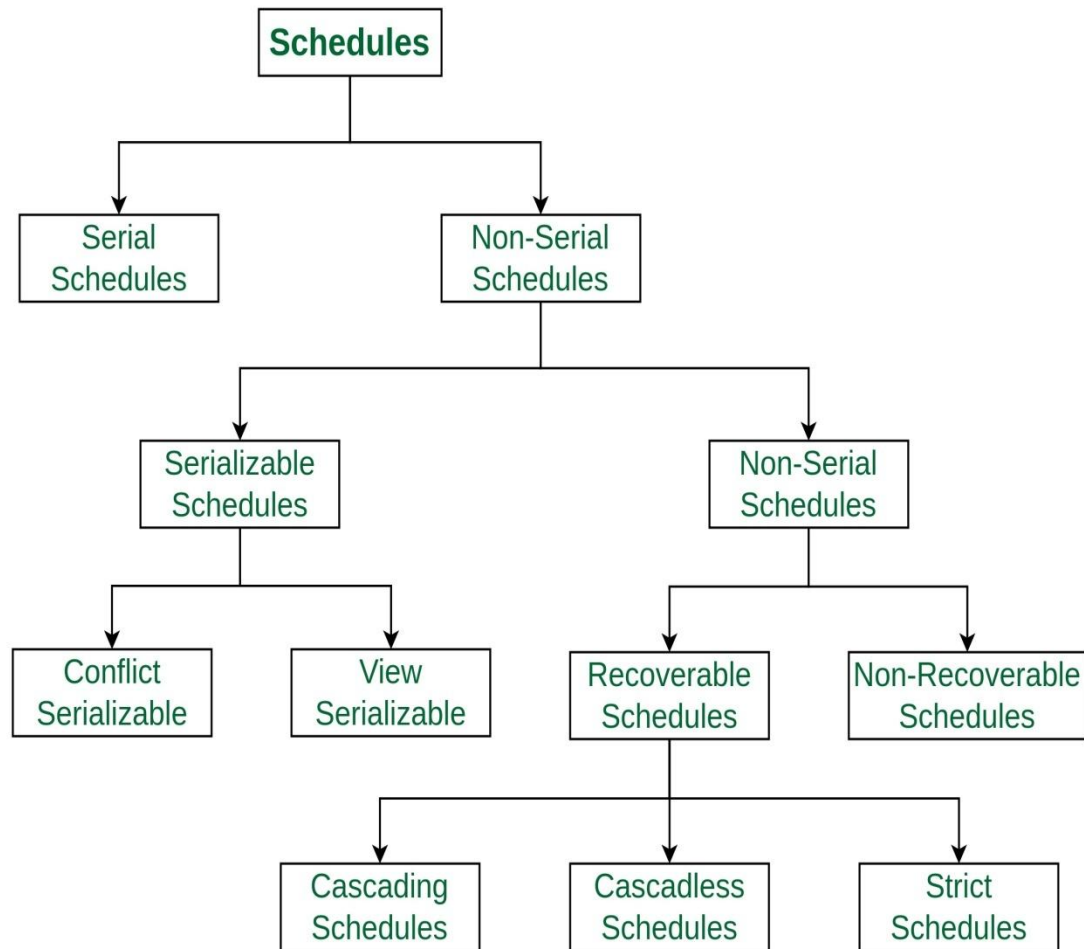 Schedules
Serial
Schedules
Non-Serial
Schedules
Serializable
Schedules
Non-Serial
Schedules
Conflict
Serializable
View
Serializable
Recoverable
Schedules
Non-Recoverable
Schedules
Cascading
Schedules
Cascadless
Schedules
Strict
Schedules